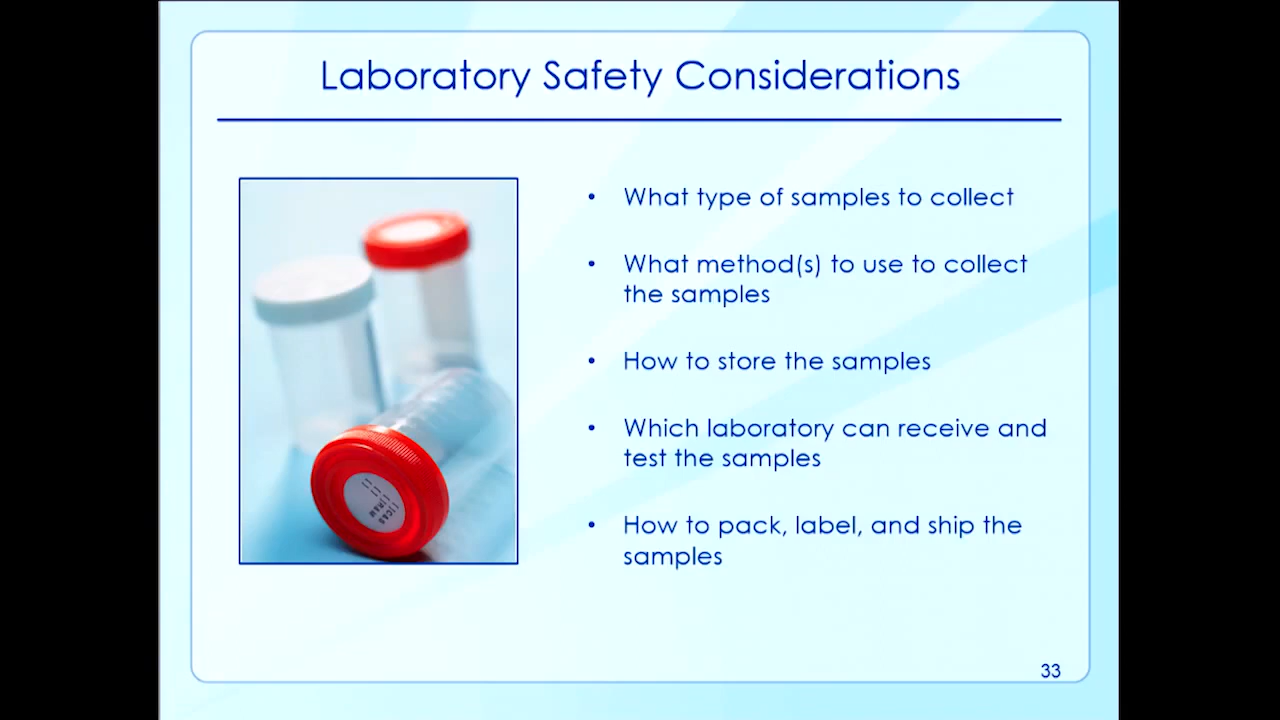 Laboratory Safety Considerations
• What type of samples to collect
• What method(s) to use to collect
the samples
• How to store the samples
• Which laboratory can receive and
test the samples
• How to pack, label, and ship the
samples
33